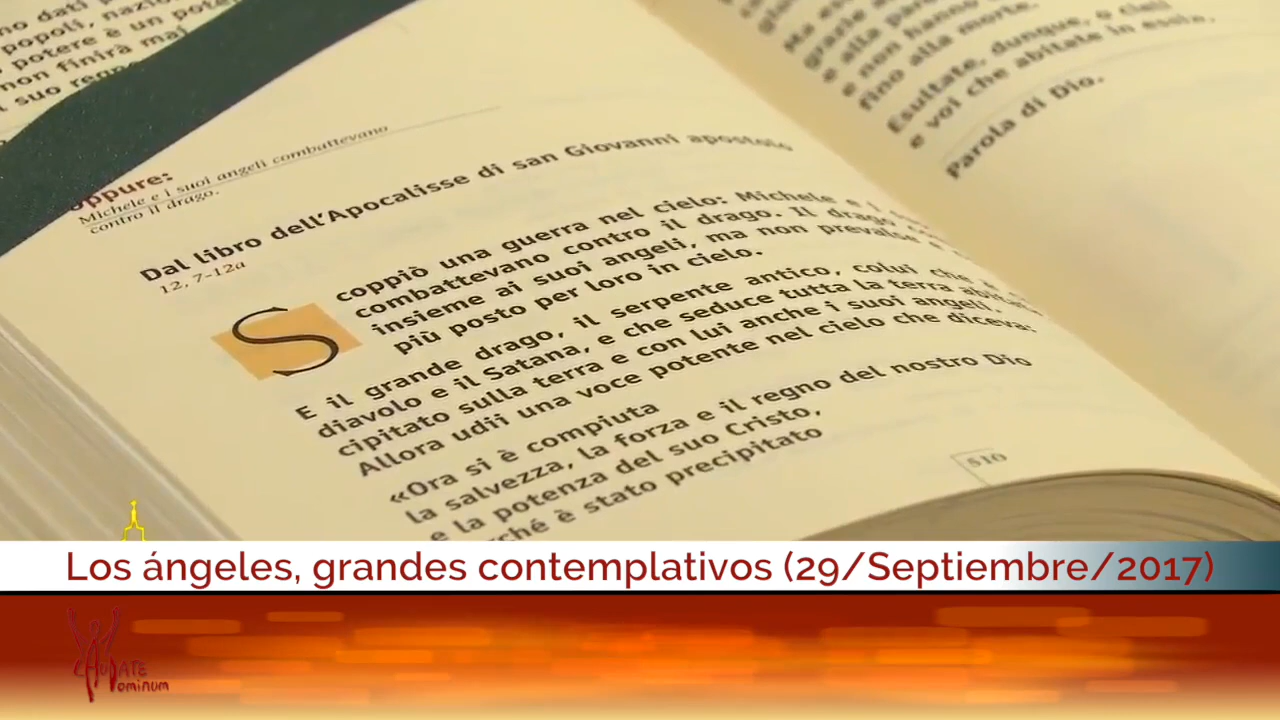 no dati
popoli, nazio
potere è un pote
non finirà mai
l suo regno
oppure:
Michele e i suoi angeli combattevano
contro il drago.
Dal libro dell'Apocalisse di san Giovanni apostolo
12, 7-12a
Scoppiò una guerra nel cielo: Michele e i
combattevano contro il drago. Il drago
insieme ai suoi angeli, ma non prevalse
più posto per loro in cielo.
E il grande drago, il serpente antico, colui che
diavolo e il Satana, e che seduce tutta la terra
cipitato sulla terra e con lui anche i suoi angeli.
Allora udii una voce potente nel cielo che diceva:
«Ora si è compiuta
la salvezza, la forza e il regno del nostro Dio
e la potenza del suo Cristo,
rché è stato precipitato
510
grazie
e alla
non hanno
fino alla morte.
Esultate, dunque, o cieli
e voi che abitate in essi».
Parola di Dio.
Los ángeles, grandes contemplativos (29/Septiembre/2017)
LAUDATE
Dominum